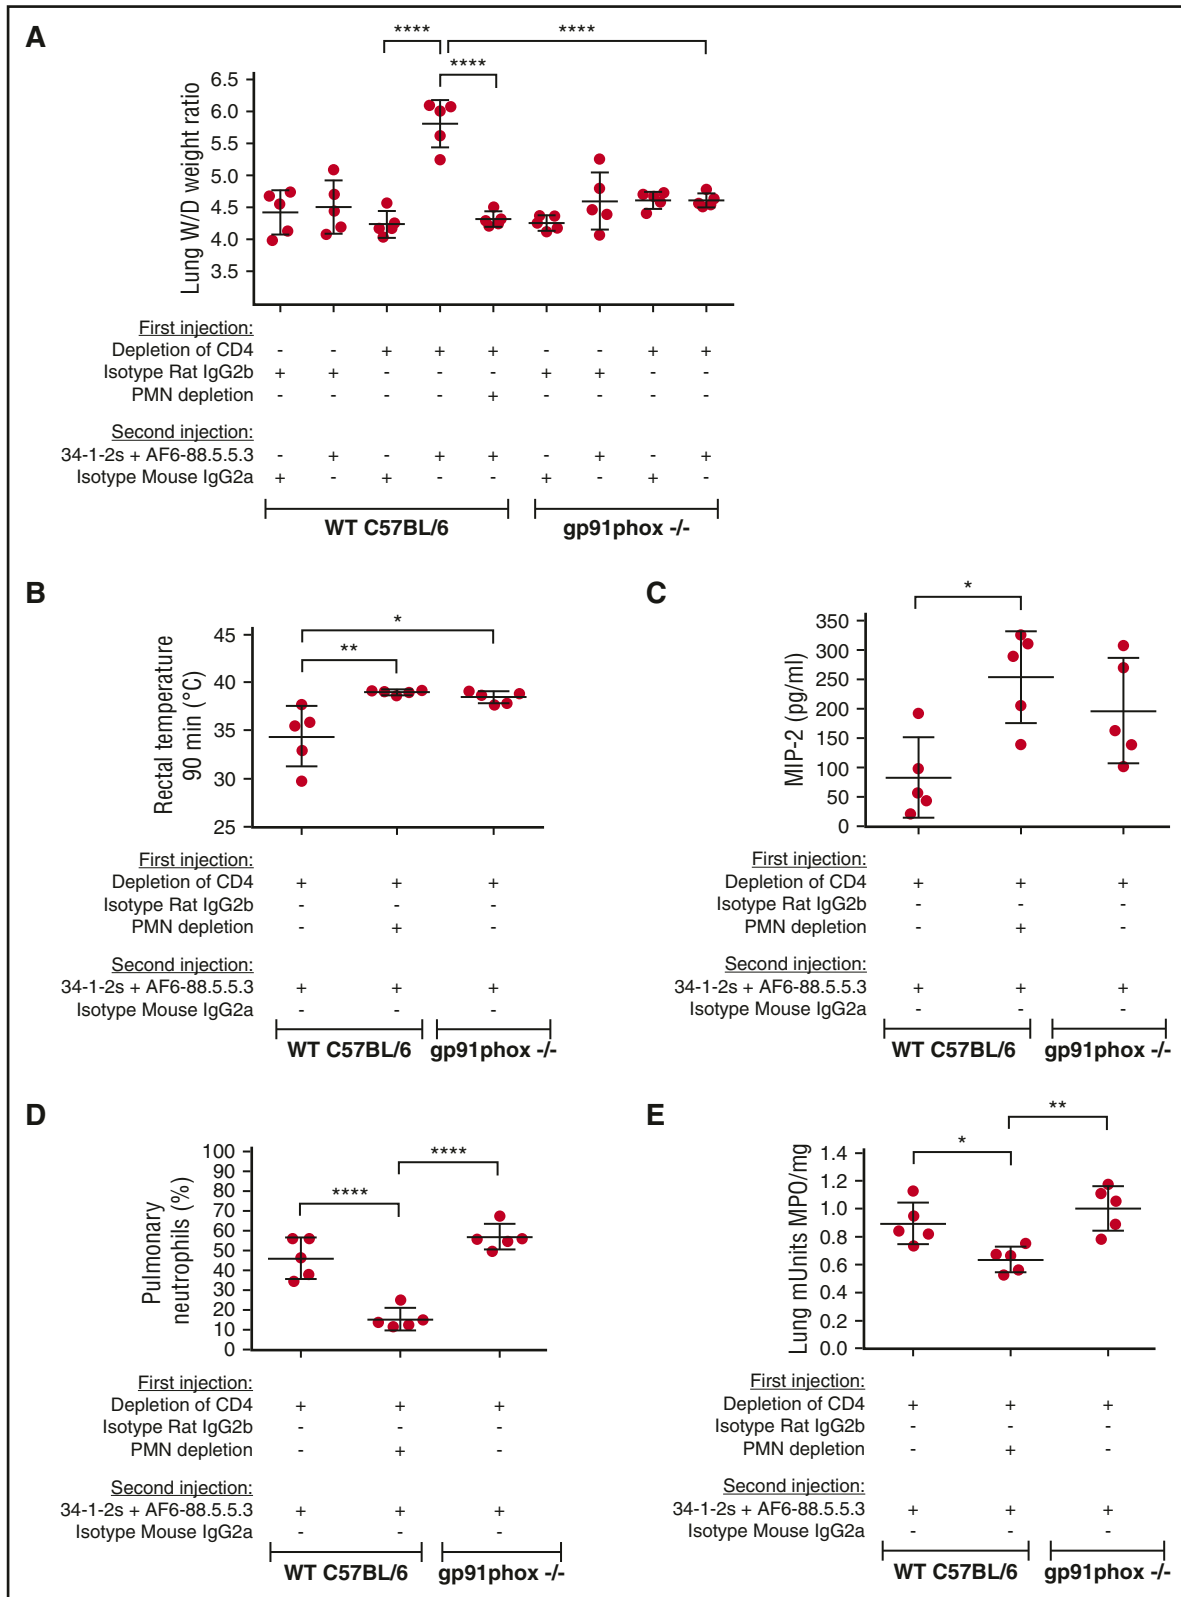 A
**** ****
****
Lung W/D weight ratio
6.5
6.0
5.5
5.0
4.5
4.0
3.5
First injection:
Depletion of CD4 - - + + + - - + +
Isotype Rat IgG2b + + - - - + + - -
PMN depletion - - - - + - - - -
Second injection:
34-1-2s + AF6-88.5.5.3 - + - + + - + - +
Isotype Mouse IgG2a + - + - - + - + -
WT C57BL/6 gp91phox -/-
B
*
**
Rectal temperature
90 min (°C)
45
40
35
30
25
First injection:
Depletion of CD4 + + +
Isotype Rat IgG2b - - -
PMN depletion - + -
Second injection:
34-1-2s + AF6-88.5.5.3 + + +
Isotype Mouse IgG2a - - -
WT C57BL/6 gp91phox -/-
C
*
MIP-2 (pg/ml)
350
300
250
200
150
100
50
0
First injection:
Depletion of CD4 + + +
Isotype Rat IgG2b - - -
PMN depletion - + -
Second injection:
34-1-2s + AF6-88.5.5.3 + + +
Isotype Mouse IgG2a - - -
WT C57BL/6 gp91phox -/-
D
****
****
Pulmonary
neutrophils (%)
100
90
80
70
60
50
40
30
20
10
0
First injection:
Depletion of CD4 + + +
Isotype Rat IgG2b - - -
PMN depletion - + -
Second injection:
34-1-2s + AF6-88.5.5.3 + + +
Isotype Mouse IgG2a - - -
WT C57BL/6 gp91phox -/-
E
**
*
Lung mUnits MPO/mg
1.4
1.2
1.0
0.8
0.6
0.4
0.2
0.0
First injection:
Depletion of CD4 + + +
Isotype Rat IgG2b - - -
PMN depletion - + -
Second injection:
34-1-2s + AF6-88.5.5.3 + + +
Isotype Mouse IgG2a - - -
WT C57BL/6 gp91phox -/-